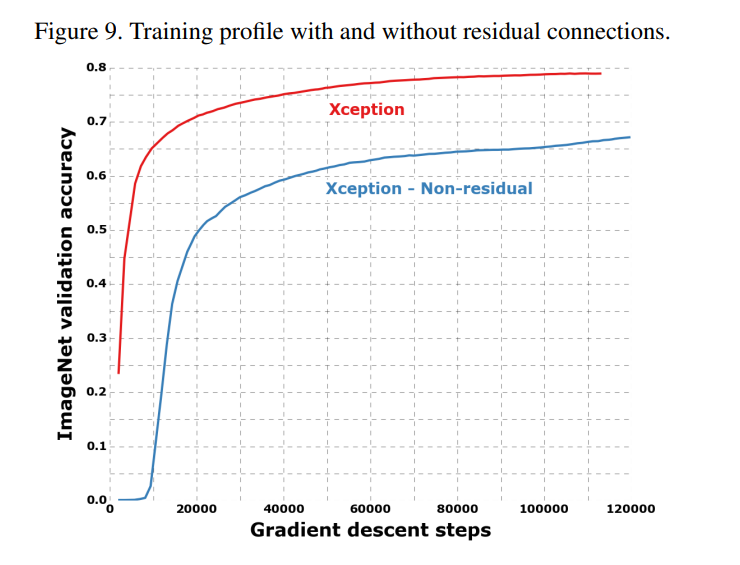 Figure 9. Training profile with and without residual connections.
0.8
Xception
0.7
0.6
Xception - Non-residual
0.5
0.4
0.3
0.2
0.1
0.0
ImageNet validation accuracy
0 20000 40000 60000 80000 100000 120000
Gradient descent steps